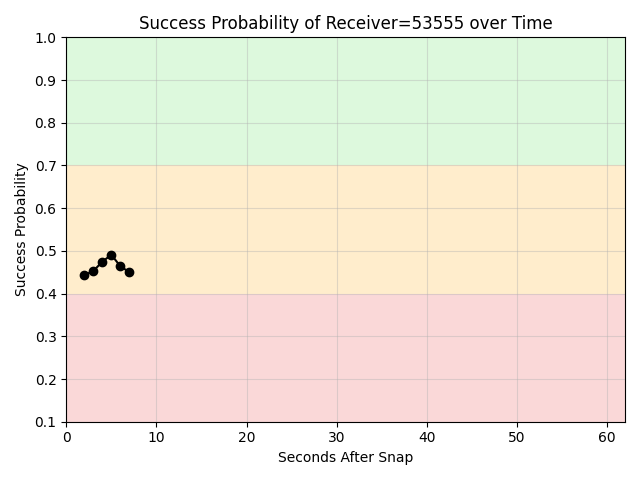 Success Probability of Receiver=53555 over Time
1.0
0.9
0.8
0.7
0.6
0.5
0.4
0.3
0.2
0.1
Success Probability
0 10 20 30 40 50 60
Seconds After Snap